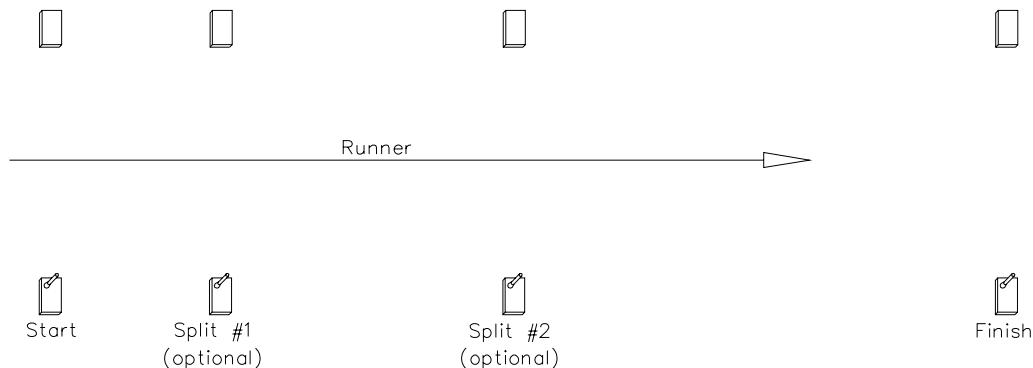 Runner
Start
Split #1
(optional)
Split #2
(optional)
Finish